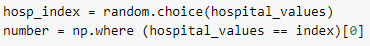 hosp_index = random.choice(hospital_values)
number = np.where (hospital_values == index)[0]